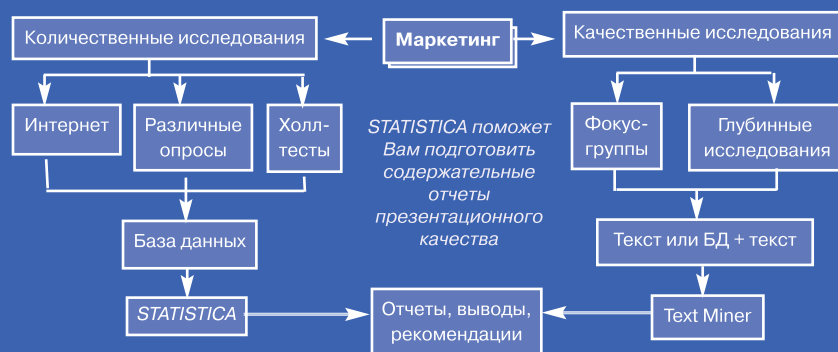 Количественные исследования
Маркетинг
Качественные исследования
Интернет
Различные
опросы
Холл-
тесты
STATISTICA поможет
Вам подготовить
содержательные
отчеты
презентационного
качества
Фокус-
группы
Глубинные
исследования
База данных
Текст или БД + текст
STATISTICA
Отчеты, выводы,
рекомендации
Text Miner